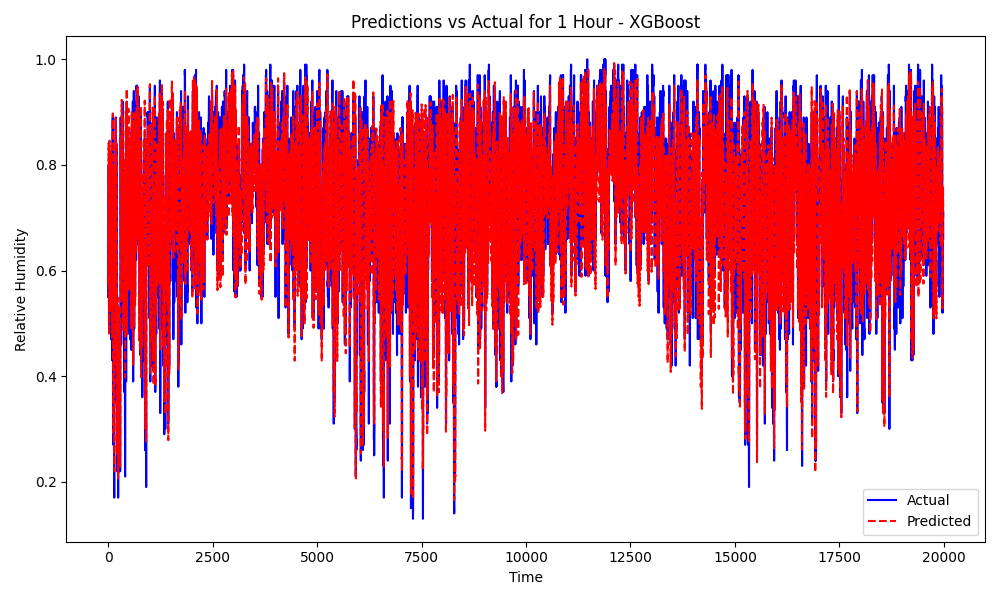 Predictions vs Actual for 1 Hour - XGBoost
Relative Humidity
1.0
0.8
0.6
0.4
0.2
0
2500
5000
7500
10000
12500
15000
17500
20000
Time
Actual
Predicted